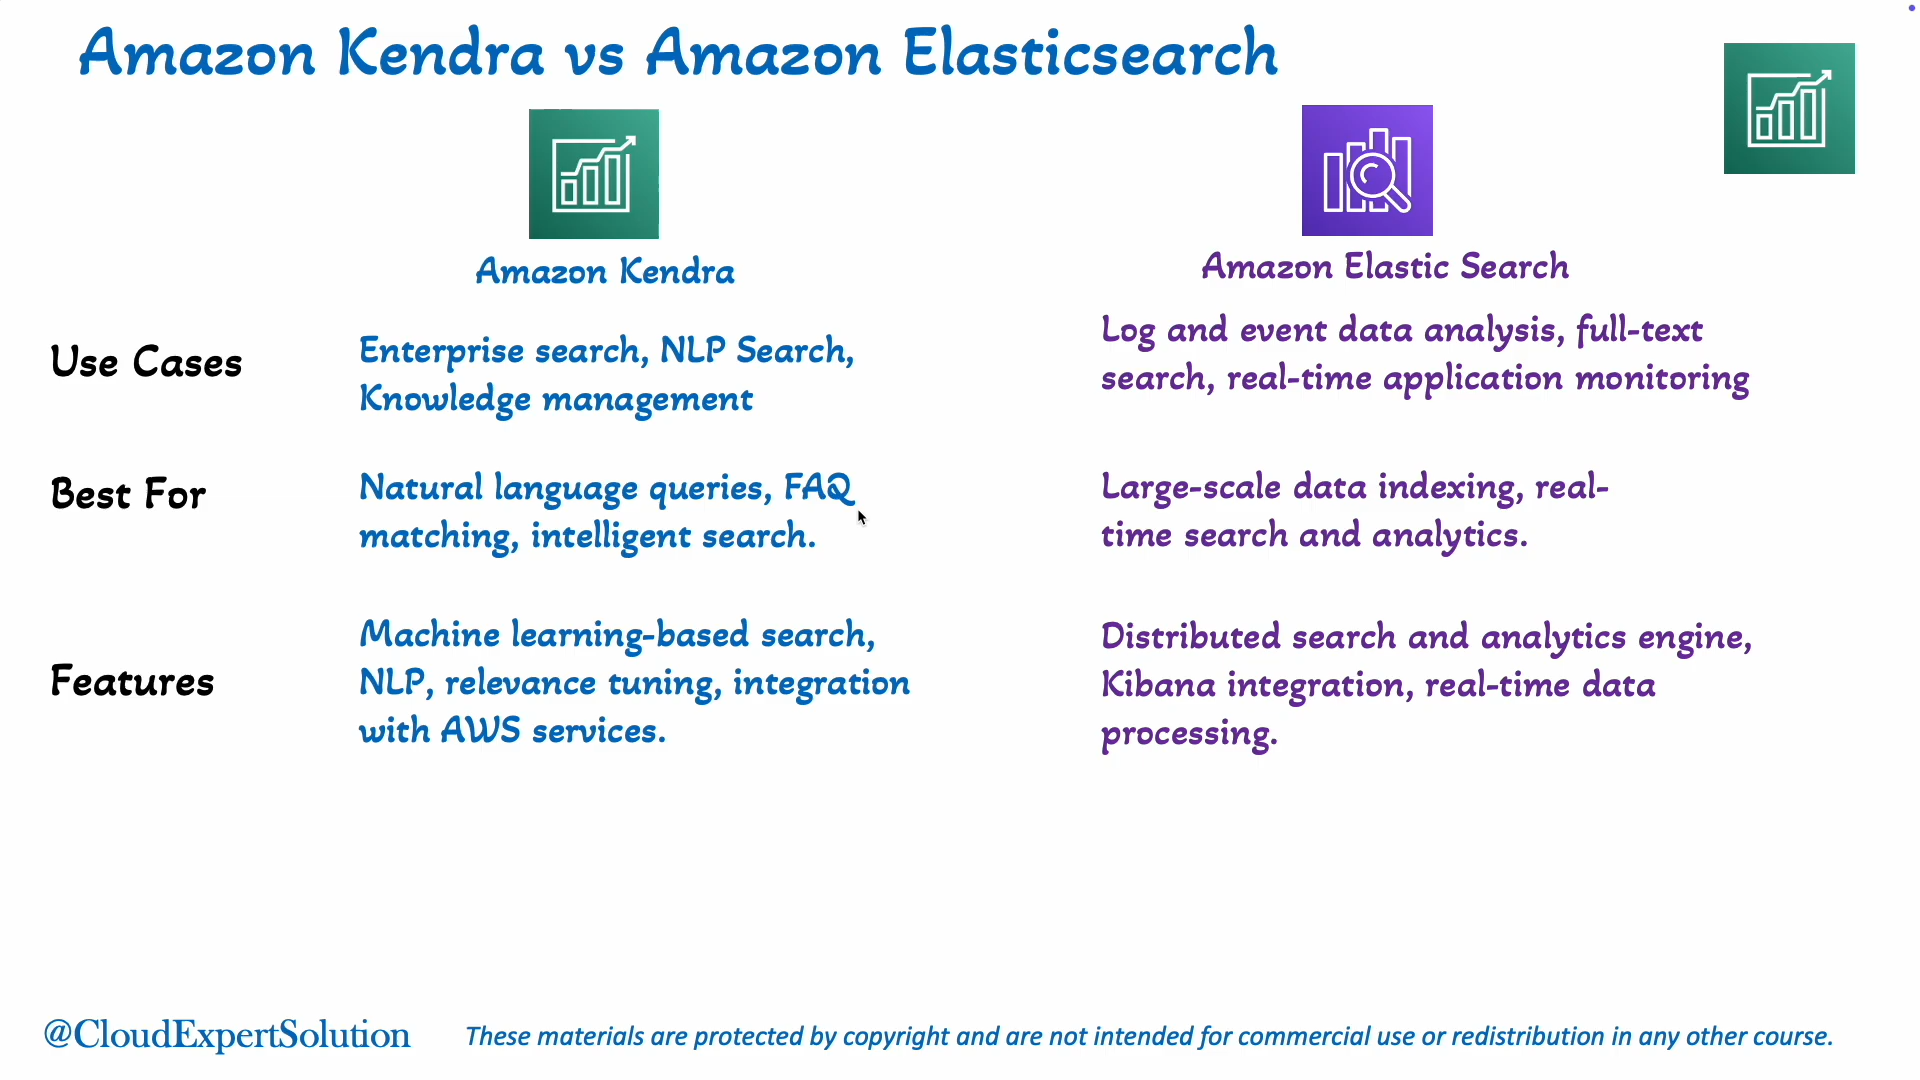 Amazon Kendra vs Amazon Elasticsearch
Amazon Kendra
Amazon Elastic Search
Use Cases
Enterprise search, NLP Search,
Knowledge management
Log and event data analysis, full-text
search, real-time application monitoring
Best For
Natural language queries, FAQ
matching, intelligent search.
Large-scale data indexing, real-
time search and analytics.
Features
Machine learning-based search,
NLP, relevance tuning, integration
with AWS services.
Distributed search and analytics engine,
Kibana integration, real-time data
processing.
@CloudExpertSolution
These materials are protected by copyright and are not intended for commercial use or redistribution in any other course.